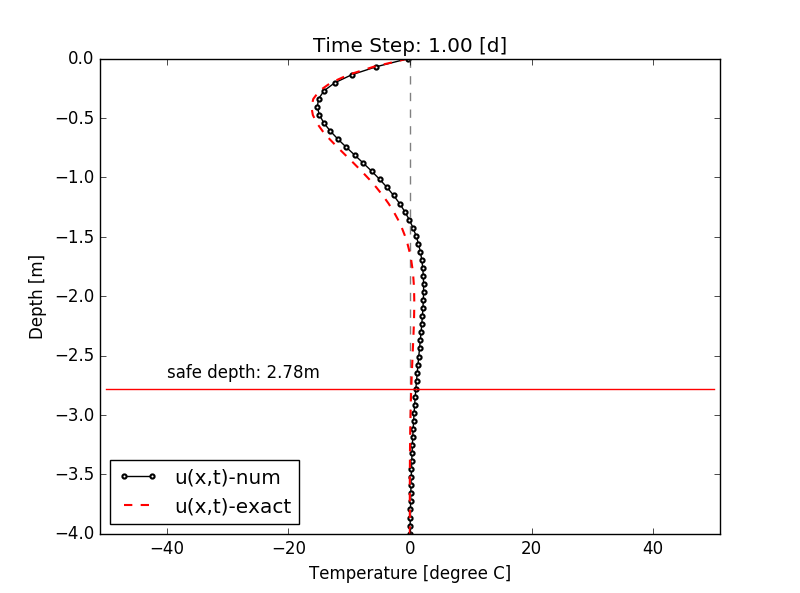 Time Step: 1.00 [d]
0.0
−0.5
−1.0
−1.5
−2.0
−2.5
−3.0
−3.5
−4.0
Depth [m]
safe depth: 2.78m
u(x,t)-num
u(x,t)-exact
−40
−20
0
20
40
Temperature [degree C]